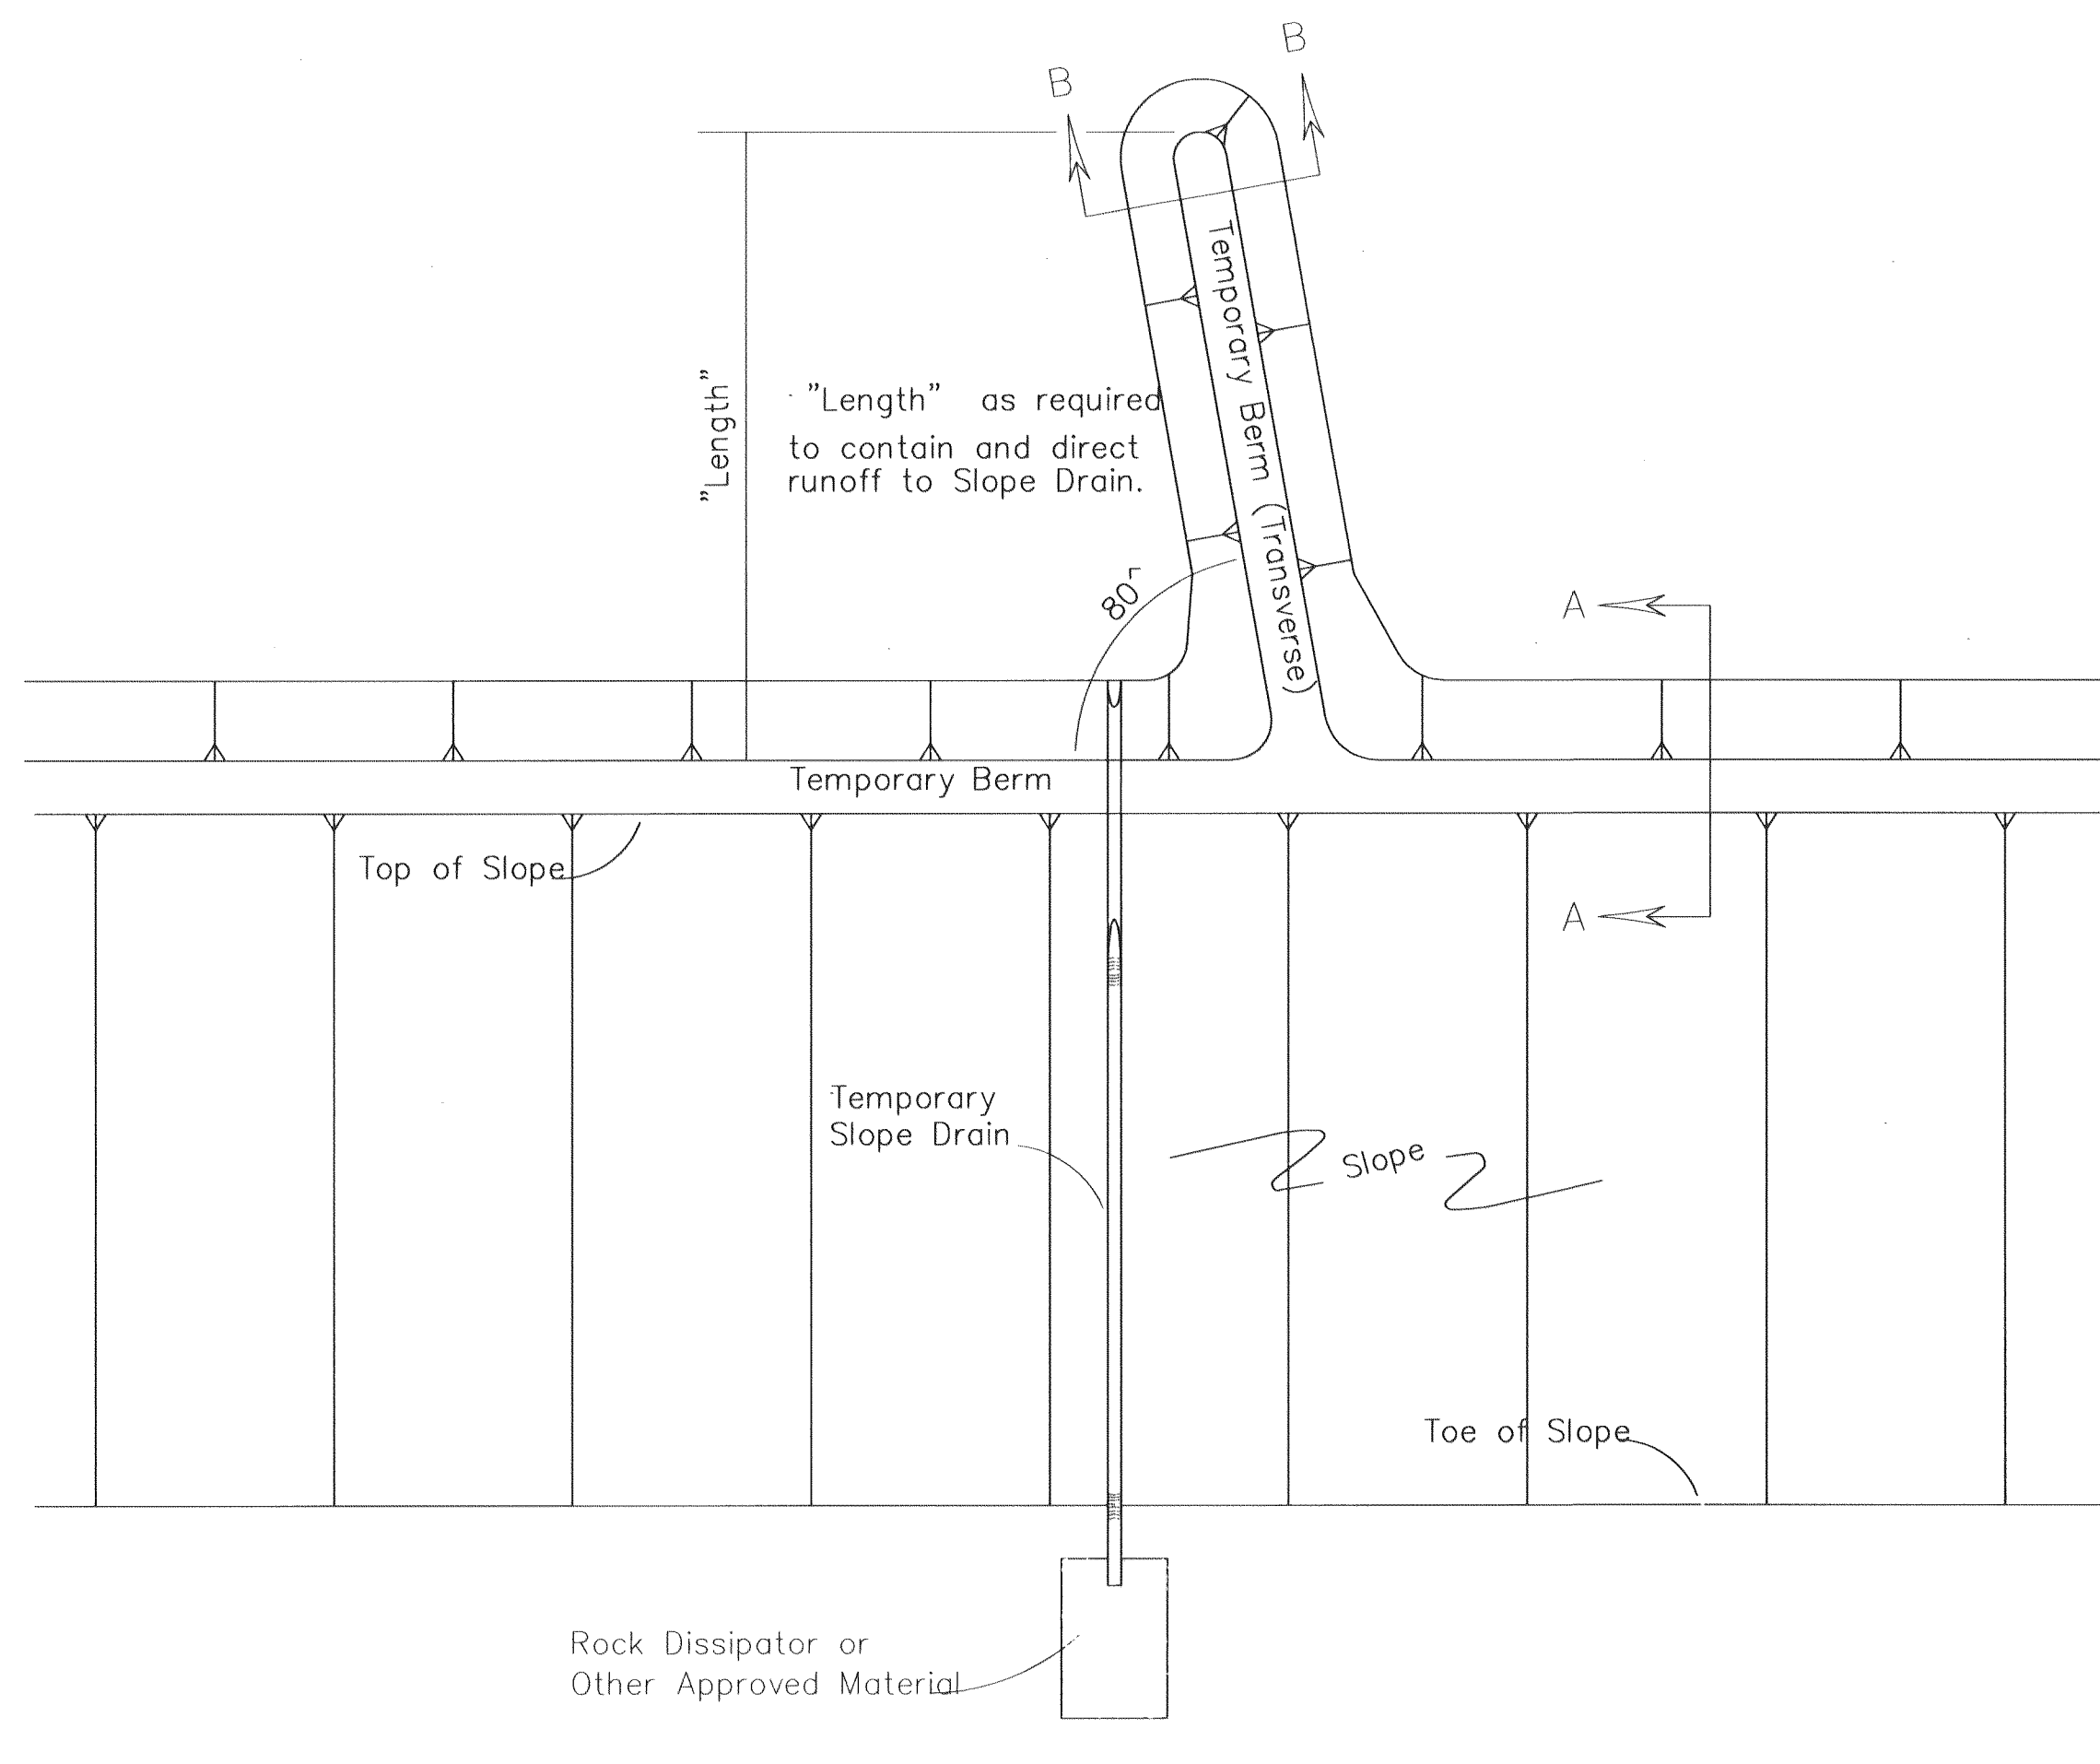 B
B
"Length"
"Length" as required
to contain and direct
runoff to Slope Drain.
Temporary Berm (Transverse)
80¬
A
Temporary Berm
Top of Slope
A
Temporary
Slope Drain
Slope
Toe of Slope
Rock Dissipator or
Other Approved Material